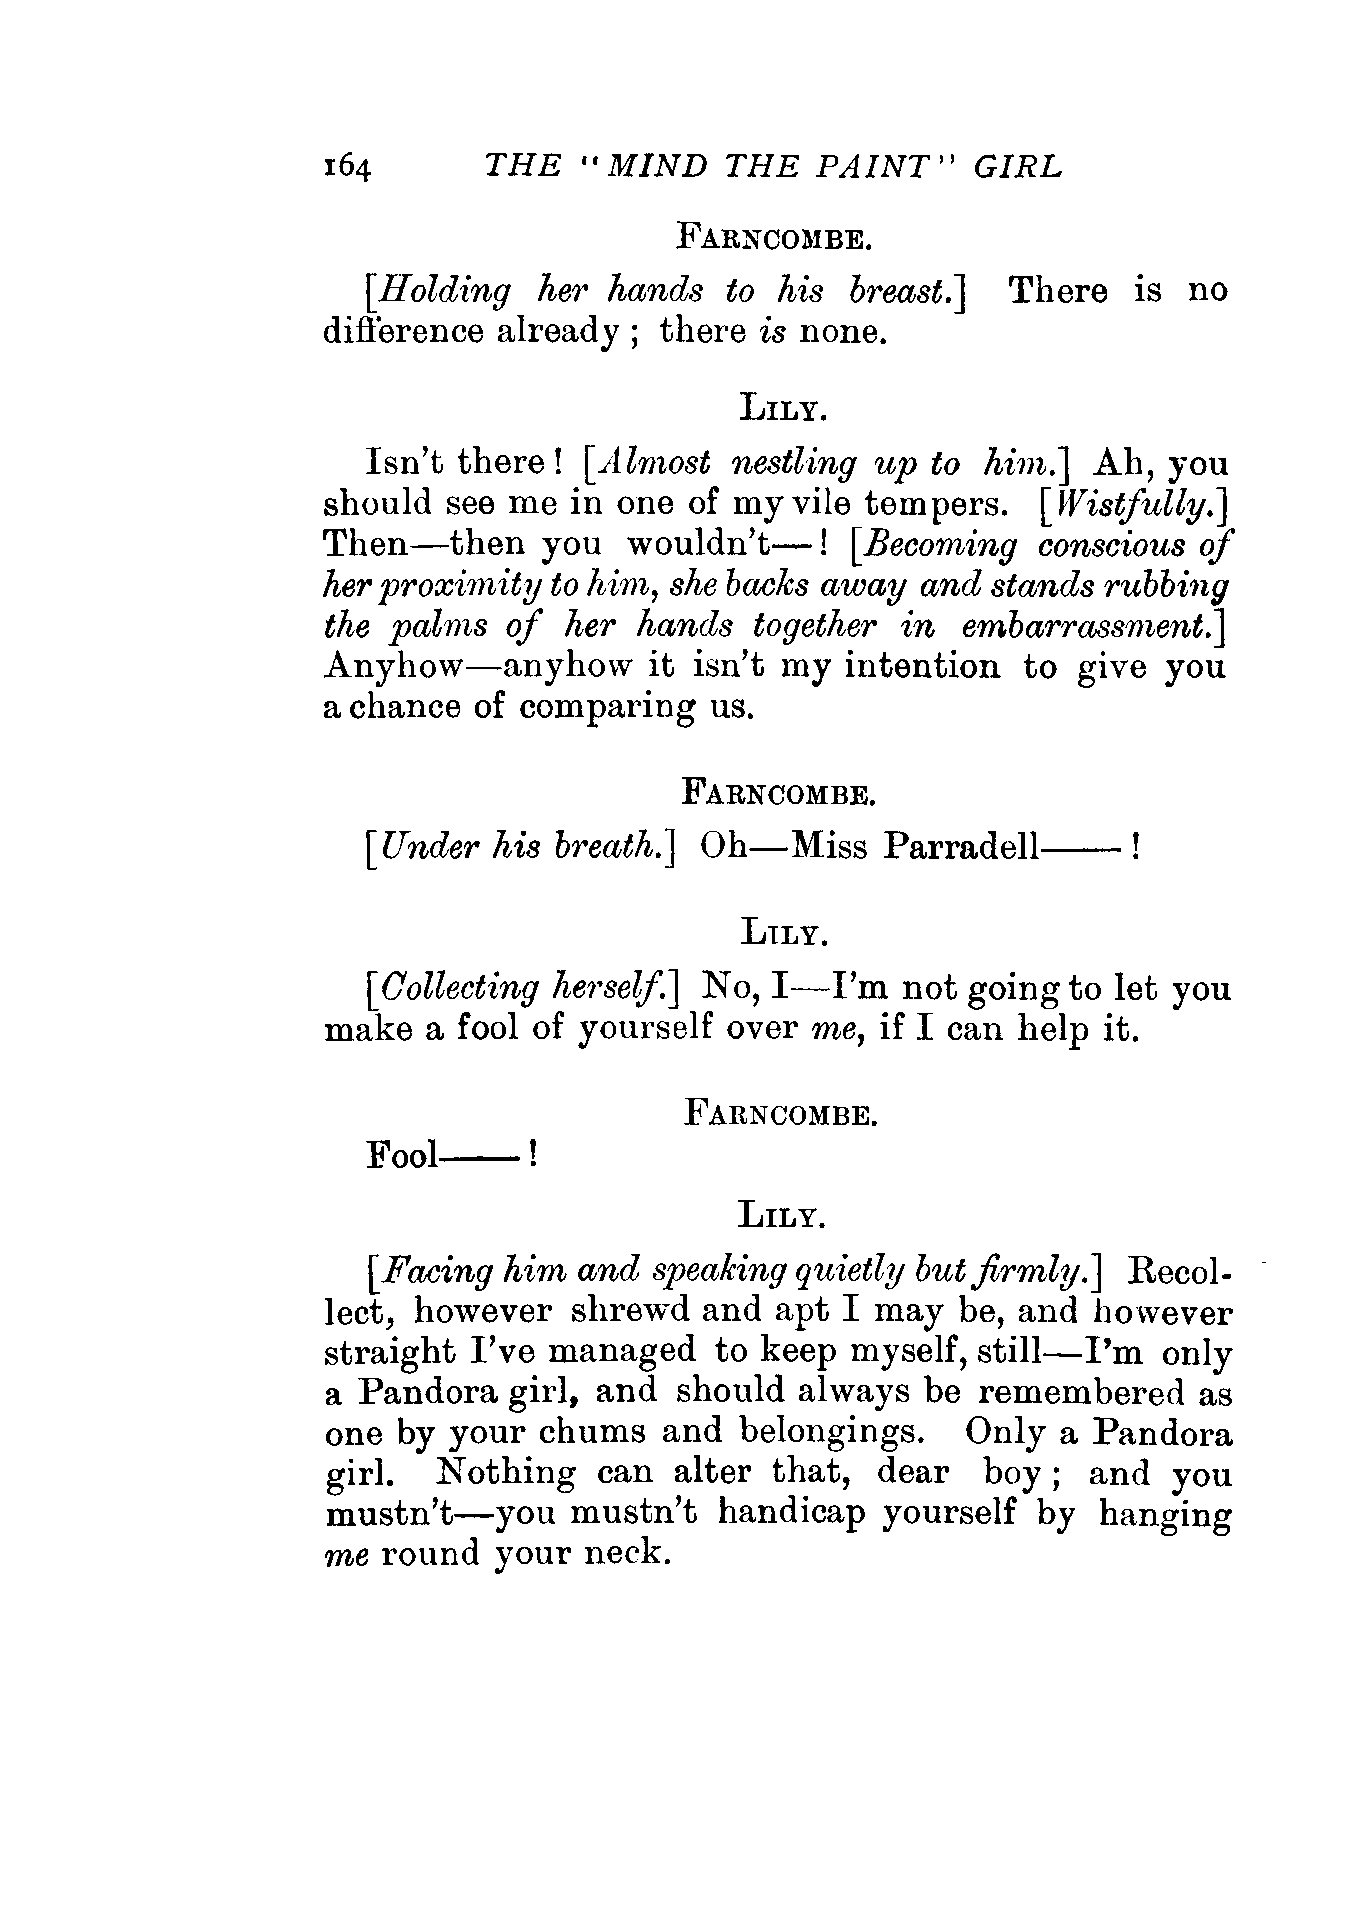 164 THE "MIND THE PAINT" GIRL
FARNCOMBE.
[Holding her hands to his breast.] There is no
difference already; there is none.
LILY.
Isn't there! [Almost nestling up to him.] Ah, you
should see me in one of my vile tempers. [Wistfully.]
Then—then you wouldn't—! [Becoming conscious of
her proximity to him, she backs away and stands rubbing
the palms of her hands together in embarrassment.]
Anyhow—anyhow it isn't my intention to give you
a chance of comparing us.
FARNCOMBE.
[Under his breath.] Oh—Miss Parradell——!
LILY.
[Collecting herself.] No, I—I'm not going to let you
make a fool of yourself over me, if I can help it.
FARNCOMBE.
Fool——!
LILY.
[Facing him and speaking quietly but firmly.] Recol-
lect, however shrewd and apt I may be, and however
straight I've managed to keep myself, still—I'm only
a Pandora girl, and should always be remembered as
one by your chums and belongings. Only a Pandora
girl. Nothing can alter that, dear boy; and you
mustn't—you mustn't handicap yourself by hanging
me round your neck.